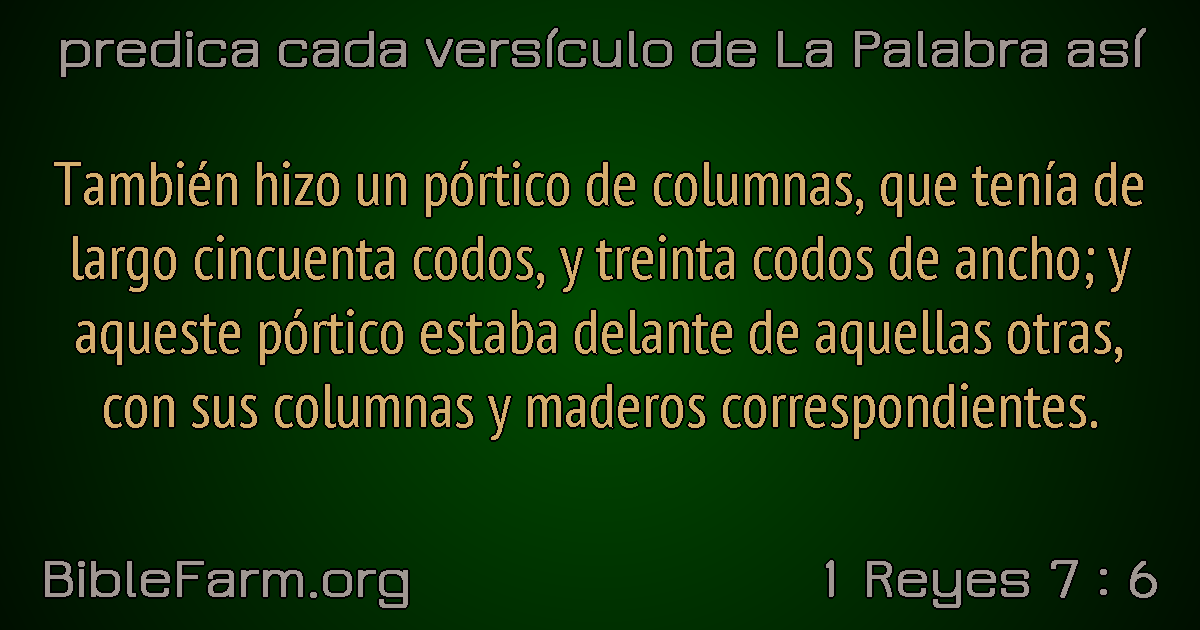 predica cada versículo de La Palabra así
También hizo un pórtico de columnas, que tenía de
largo cincuenta codos, y treinta codos de ancho; y
aqueste pórtico estaba delante de aquellas otras,
con sus columnas y maderos correspondientes.
BibleFarm.org
1 Reyes 7 : 6